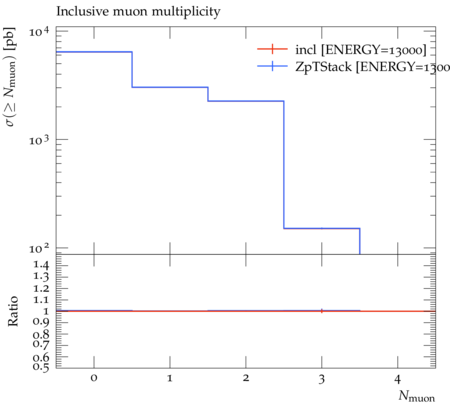 Inclusive muon multiplicity
σ(≥ Nmuon) [pb]
10⁴
10³
10²
incl [ENERGY=13000]
ZpTStack [ENERGY=1300
Ratio
1.4
1.3
1.2
1.1
1
0.9
0.8
0.7
0.6
0.5
0 1 2 3 4
Nmuon